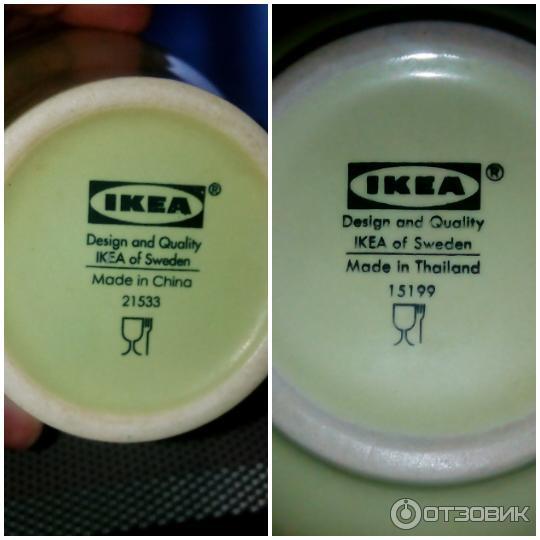 IKEA®
Design and Quality
IKEA of Sweden
Made in China
21533
IKEA®
Design and Quality
IKEA of Sweden
Made in Thailand
15199
ОТЗОВИК